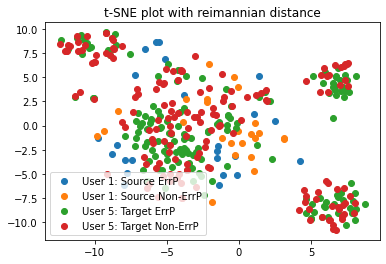 t-SNE plot with reimannian distance
10.0
7.5
5.0
2.5
0.0
−2.5
−5.0
−7.5
−10.0
User 1: Source ErrP
User 1: Source Non-ErrP
User 5: Target ErrP
User 5: Target Non-ErrP
−10 −5 0 5